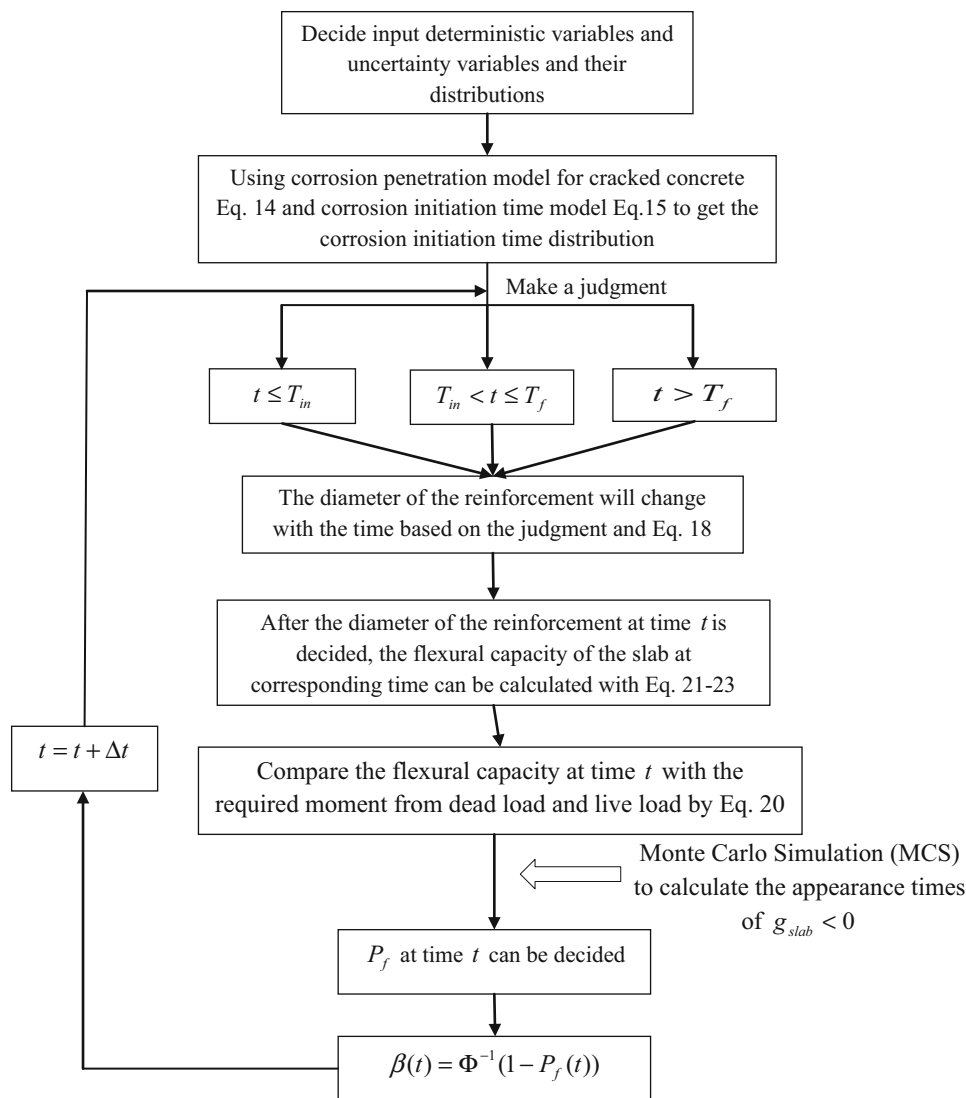 Decide input deterministic variables and
uncertainty variables and their
distributions
Using corrosion penetration model for cracked concrete
Eq. 14 and corrosion initiation time model Eq.15 to get the
corrosion initiation time distribution
Make a judgment
t ≤ T_in
T_in < t ≤ T_f
t > T_f
The diameter of the reinforcement will change
with the time based on the judgment and Eq. 18
After the diameter of the reinforcement at time t is
decided, the flexural capacity of the slab at
corresponding time can be calculated with Eq. 21-23
t = t + Δt
Compare the flexural capacity at time t with the
required moment from dead load and live load by Eq. 20
Monte Carlo Simulation (MCS)
to calculate the appearance times
of g_slab < 0
P_f at time t can be decided
β(t) = Φ⁻¹(1 − P_f(t))